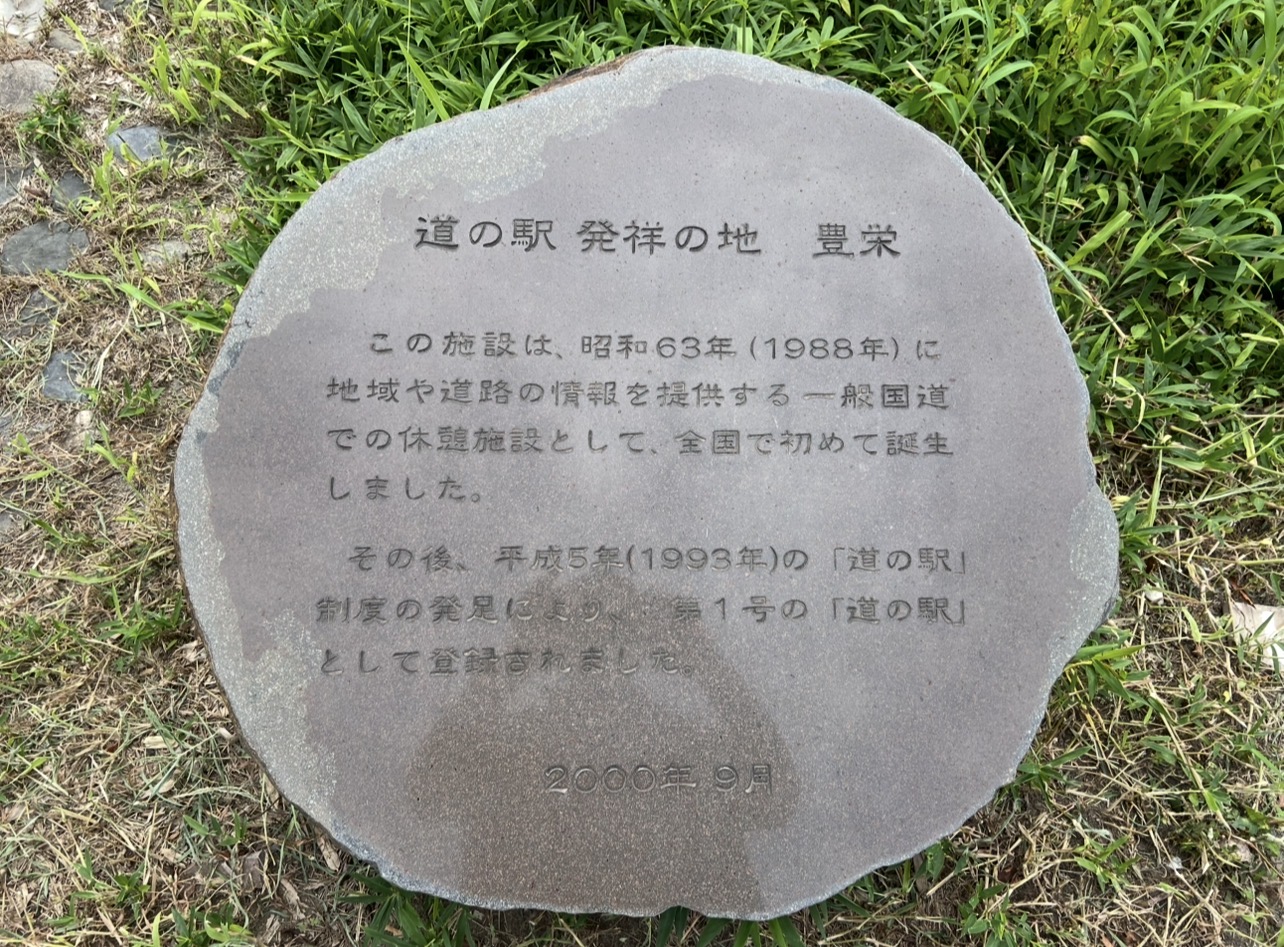 道の駅 発祥の地　豊栄
この施設は、昭和63年(1988年)に
地域や道路の情報を提供する一般国道
での休憩施設として、全国で初めて誕生
しました。
その後、平成5年(1993年)の「道の駅」
制度の発足により、　第1号の「道の駅」
として登録されました。
2000年 9月